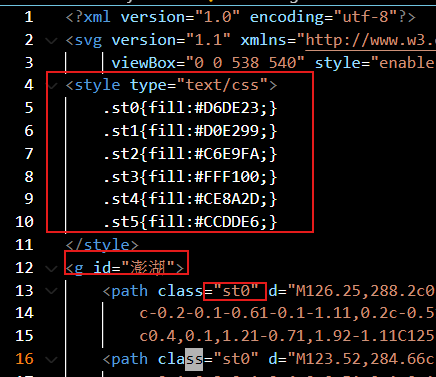 1 <?xml version="1.0" encoding="utf-8"?>
2 <svg version="1.1" xmlns="http://www.w3.o
3 viewBox="0 0 538 540" style="enable
4 <style type="text/css">
5 .st0{fill:#D6DE23;}
6 .st1{fill:#D0E299;}
7 .st2{fill:#C6E9FA;}
8 .st3{fill:#FFF100;}
9 .st4{fill:#CE8A2D;}
10 .st5{fill:#CCDDE6;}
11 </style>
12 <g id="澎湖">
13 <path class="st0" d="M126.25,288.2c0
14 c-0.2-0.1-0.61-0.1-1.11,0.2c-0.5
15 c0.4,0.1,1.21-0.71,1.92-1.11C125
16 <path class="st0" d="M123.52,284.66c